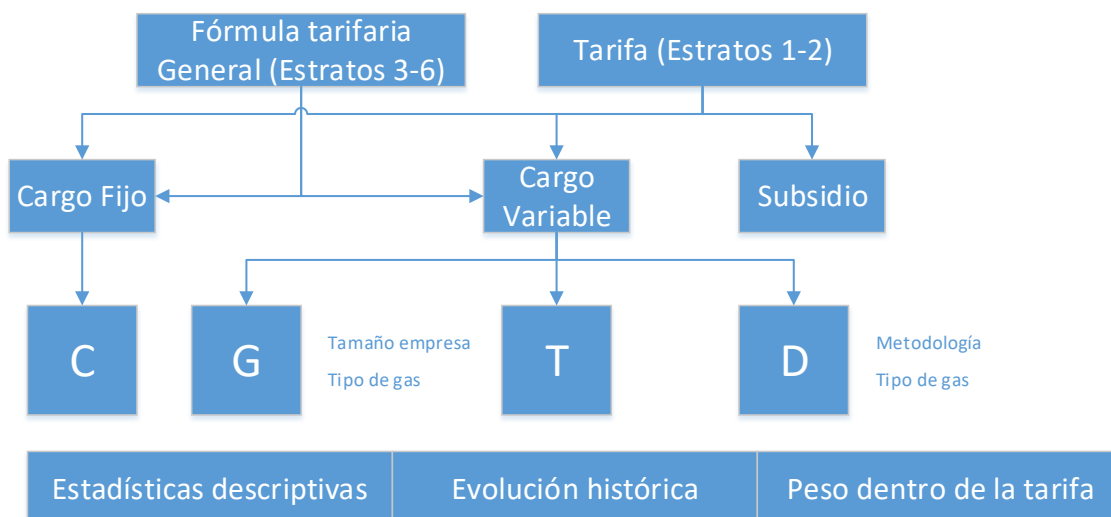 Fórmula tarifaria
General (Estratos 3-6)
Tarifa (Estratos 1-2)
Cargo Fijo
Cargo
Variable
Subsidio
C
G
Tamaño empresa
Tipo de gas
T
D
Metodología
Tipo de gas
Estadísticas descriptivas
Evolución histórica
Peso dentro de la tarifa